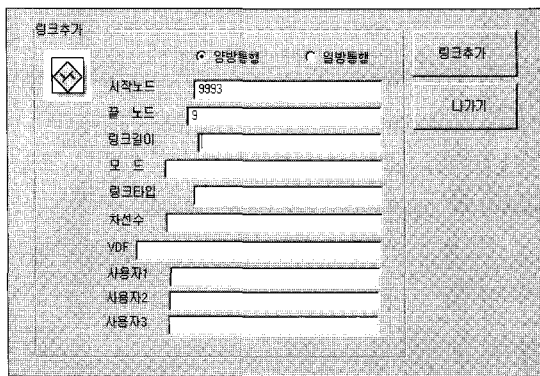 링크추가
양방통행 일방통행
링크추가
나가기
시작노드 9993
끝 노드 9
링크길이
모 드
링크타입
차선수
VDF
사용자1
사용자2
사용자3